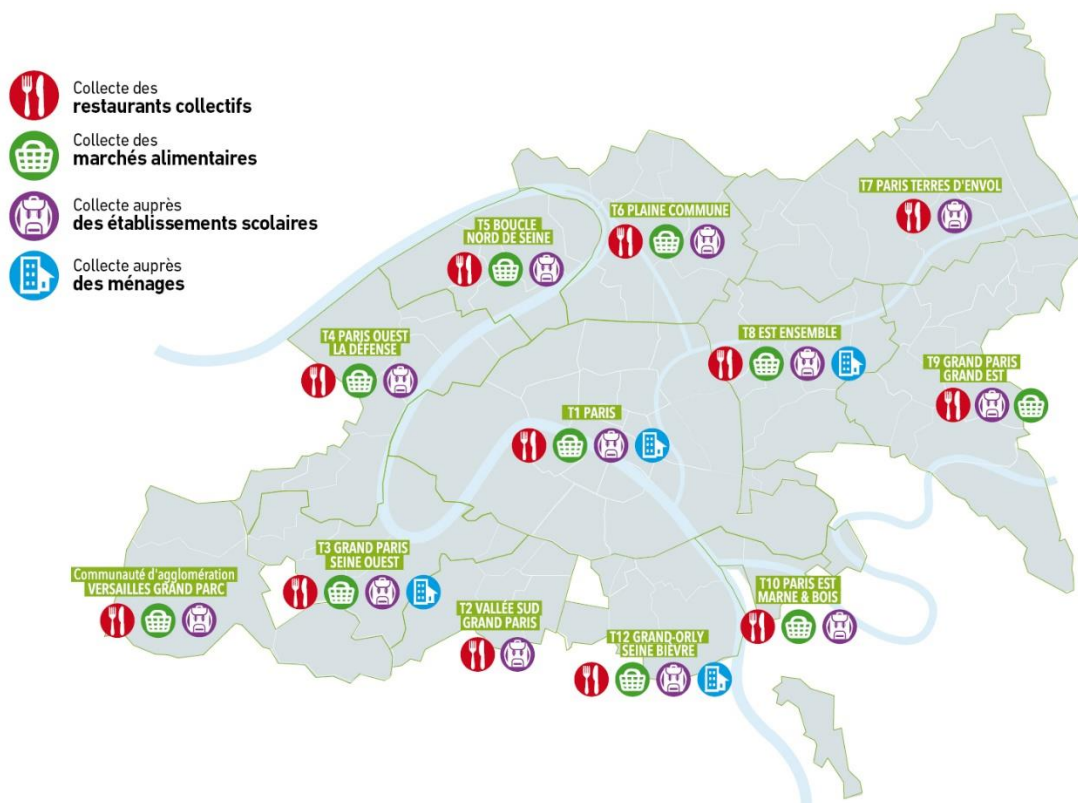 Collecte des
restaurants collectifs
Collecte des
marchés alimentaires
Collecte auprès
des établissements scolaires
Collecte auprès
des ménages
T7 PARIS TERRES D'ENVOL
T6 PLAINE COMMUNE
T5 BOUCLE
NORD DE SEINE
T4 PARIS OUEST
LA DÉFENSE
T8 EST ENSEMBLE
T9 GRAND PARIS
GRAND EST
T1 PARIS
T3 GRAND PARIS
SEINE OUEST
Communauté d'agglomération
VERSAILLES GRAND PARC
T2 VALLÉE SUD
GRAND PARIS
T10 PARIS EST
MARNE & BOIS
T12 GRAND-ORLY
SEINE BIÈVRE